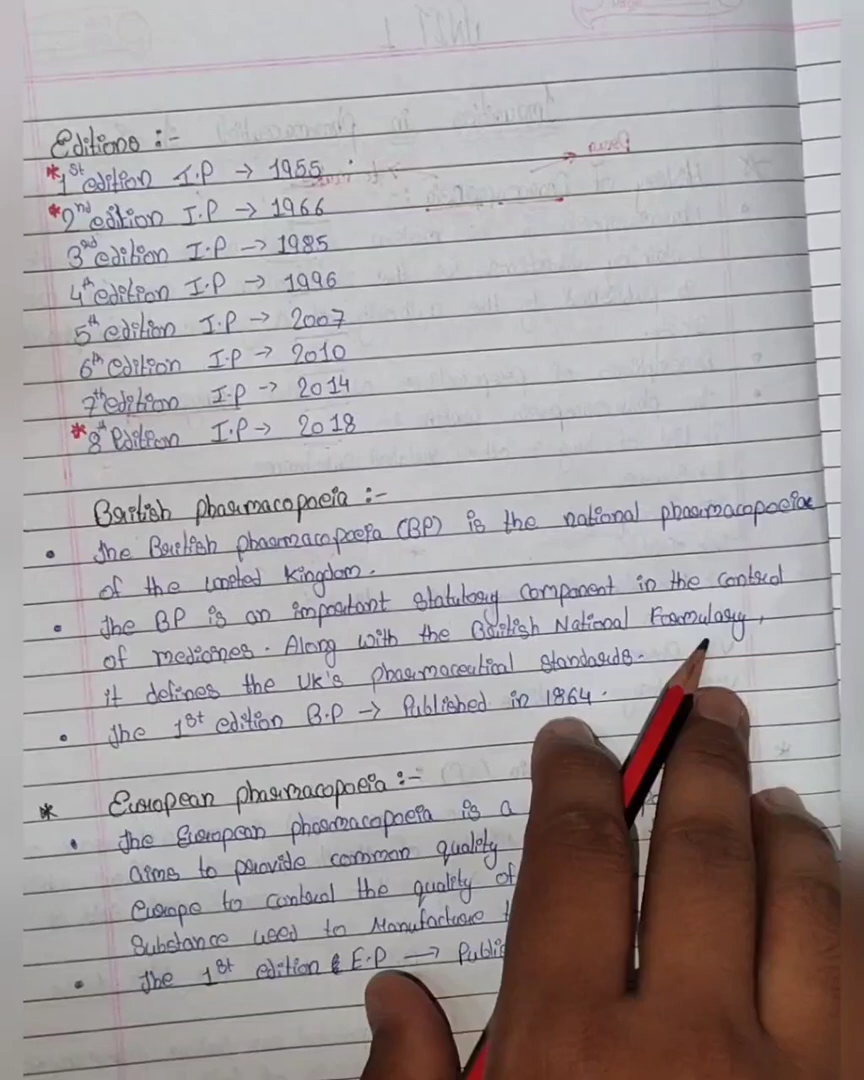 Editions :-
*1st edition I.P → 1955
*2nd edition I.P → 1966
3rd edition I.P → 1985
4th edition I.P → 1996
5th edition I.P → 2007
6th edition I.P → 2010
7th edition I.P → 2014
*8th Edition I.P → 2018
British pharmacopoeia :-
• The British pharmacopoeia (BP) is the national pharmacopoeia
of the United Kingdom.
• The BP is an important statutory component in the control
of medicines. Along with the British National Formulary,
it defines the UK's pharmaceutical standards.
• The 1st edition B.P → Published in 1864.
* European pharmacopoeia :-
• The European pharmacopoeia is a
aims to provide common quality
Europe to control the quality of
Substance used to Manufacture
• The 1st edition E.P → Publis